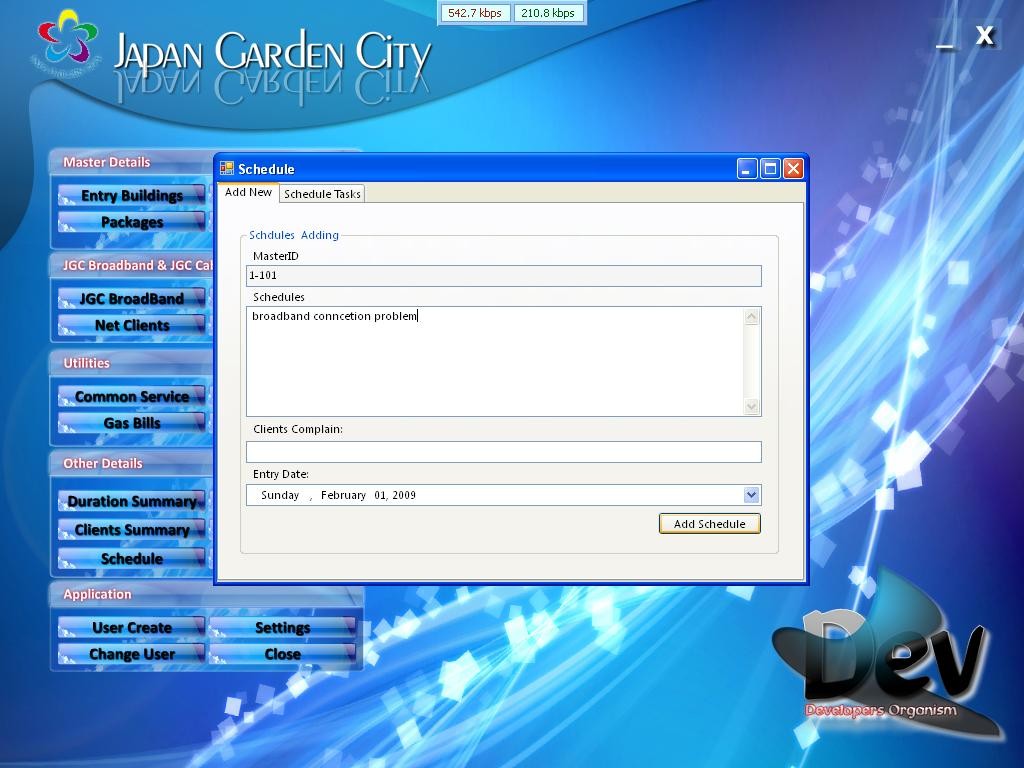 542.7 kbps 210.8 kbps
_ X
JAPAN GARDEN CITY
Master Details
Entry Buildings
Packages
JGC Broadband & JGC Ca
JGC BroadBand
Net Clients
Utilities
Common Service
Gas Bills
Other Details
Duration Summary
Clients Summary
Schedule
Application
User Create Settings
Change User Close
Schedule
Add New Schedule Tasks
Schdules Adding
MasterID
1-101
Schedules
broadband conncetion problem
Clients Complain:
Entry Date:
Sunday , February 01, 2009
Add Schedule
Dev
Developers Organism